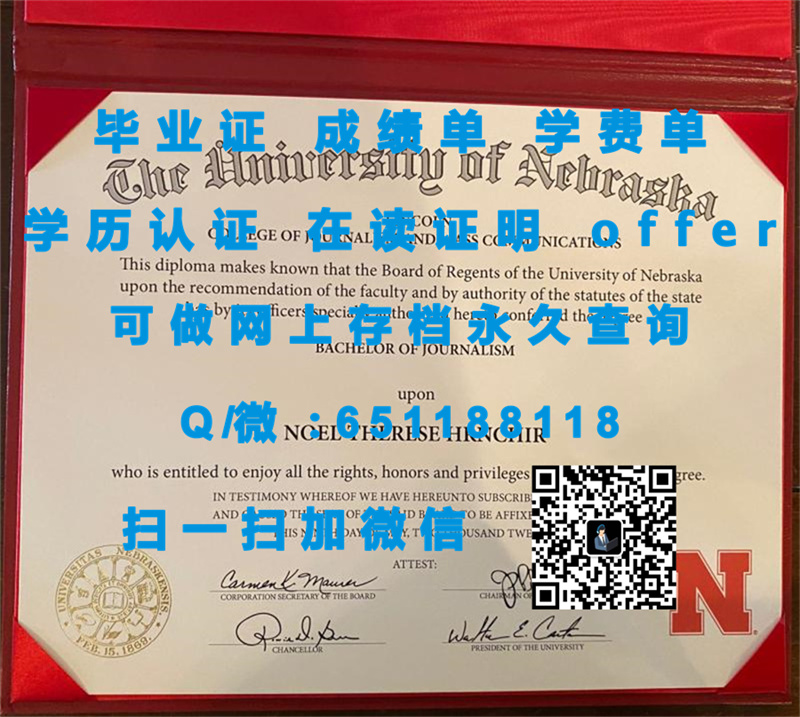 毕业证 成绩单 学费单
The University of Nebraska
学历认证 在读证明 offer
COLLEGE OF COMMUNICATIONS
This diploma makes known that the Board of Regents of the University of Nebraska
upon the recommendation of the faculty and by authority of the statutes of the state
可做网上存档永久查询
BACHELOR OF JOURNALISM
upon
Q/微:651188118
NOEL THERESE HRNCHIR
who is entitled to enjoy all the rights, honors and privileges
IN TESTIMONY WHEREOF WE HAVE HEREUNTO
扫一扫加微信
ATTEST:
CORPORATION SECRETARY OF THE BOARD
CHANCELLOR
PRESIDENT OF THE UNIVERSITY
UNIVERSITAS NEBRASKENSIS
FEB. 15, 1869.
N